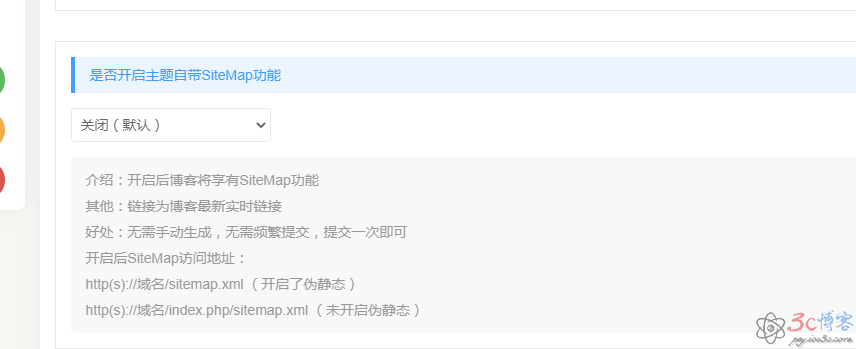 是否开启主题自带SiteMap功能
关闭（默认）
介绍：开启后博客将享有SiteMap功能
其他：链接为博客最新实时链接
好处：无需手动生成，无需频繁提交，提交一次即可
开启后SiteMap访问地址：
http(s)://域名/sitemap.xml （开启了伪静态）
http(s)://域名/index.php/sitemap.xml （未开启伪静态）
3c博客